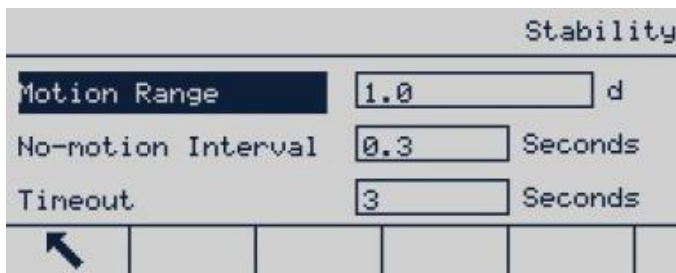 Stability
Motion Range 1.0 d
No-motion Interval 0.3 Seconds
Timeout 3 Seconds